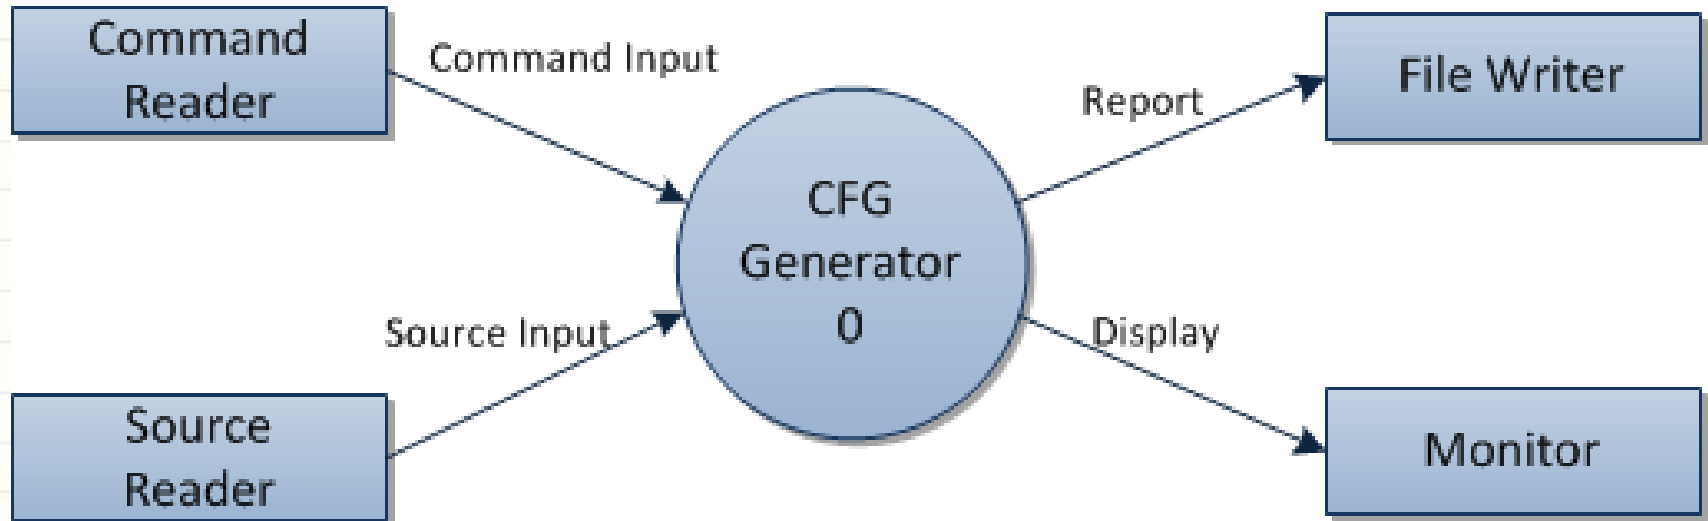 Command
Reader
Command Input
Report
File Writer
CFG
Generator
0
Source Input
Display
Source
Reader
Monitor